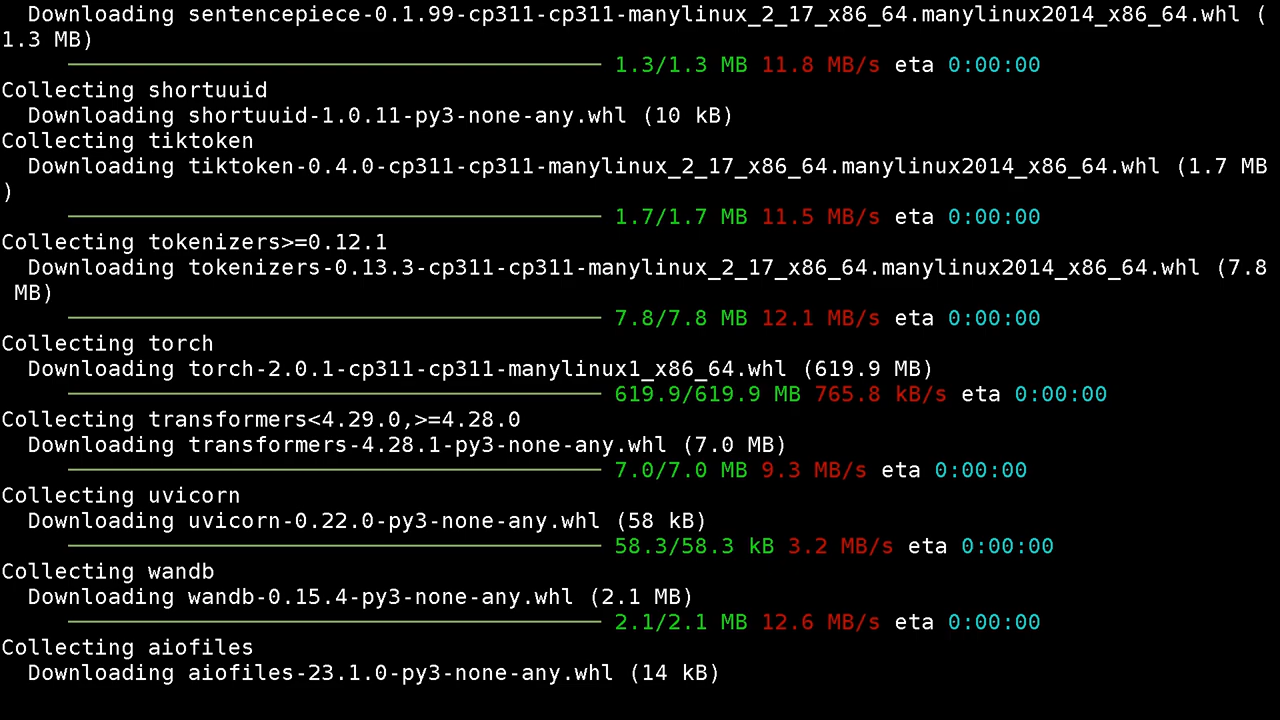 Downloading sentencepiece-0.1.99-cp311-cp311-manylinux_2_17_x86_64.manylinux2014_x86_64.whl (
1.3 MB)
1.3/1.3 MB 11.8 MB/s eta 0:00:00
Collecting shortuuid
  Downloading shortuuid-1.0.11-py3-none-any.whl (10 kB)
Collecting tiktoken
  Downloading tiktoken-0.4.0-cp311-cp311-manylinux_2_17_x86_64.manylinux2014_x86_64.whl (1.7 MB
)
1.7/1.7 MB 11.5 MB/s eta 0:00:00
Collecting tokenizers>=0.12.1
  Downloading tokenizers-0.13.3-cp311-cp311-manylinux_2_17_x86_64.manylinux2014_x86_64.whl (7.8
 MB)
7.8/7.8 MB 12.1 MB/s eta 0:00:00
Collecting torch
  Downloading torch-2.0.1-cp311-cp311-manylinux1_x86_64.whl (619.9 MB)
619.9/619.9 MB 765.8 kB/s eta 0:00:00
Collecting transformers<4.29.0,>=4.28.0
  Downloading transformers-4.28.1-py3-none-any.whl (7.0 MB)
7.0/7.0 MB 9.3 MB/s eta 0:00:00
Collecting uvicorn
  Downloading uvicorn-0.22.0-py3-none-any.whl (58 kB)
58.3/58.3 kB 3.2 MB/s eta 0:00:00
Collecting wandb
  Downloading wandb-0.15.4-py3-none-any.whl (2.1 MB)
2.1/2.1 MB 12.6 MB/s eta 0:00:00
Collecting aiofiles
  Downloading aiofiles-23.1.0-py3-none-any.whl (14 kB)